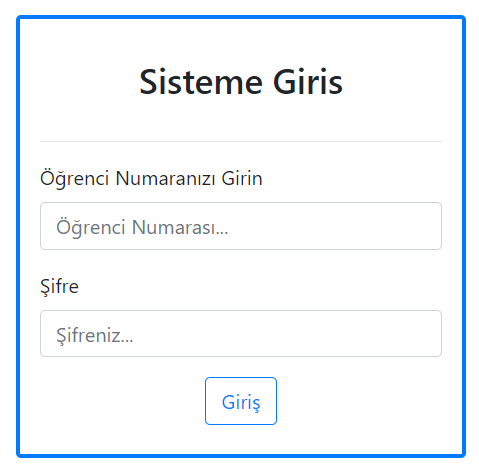 Sisteme Giris
Öğrenci Numaranızı Girin
Öğrenci Numarası...
Şifre
Şifreniz...
Giriş